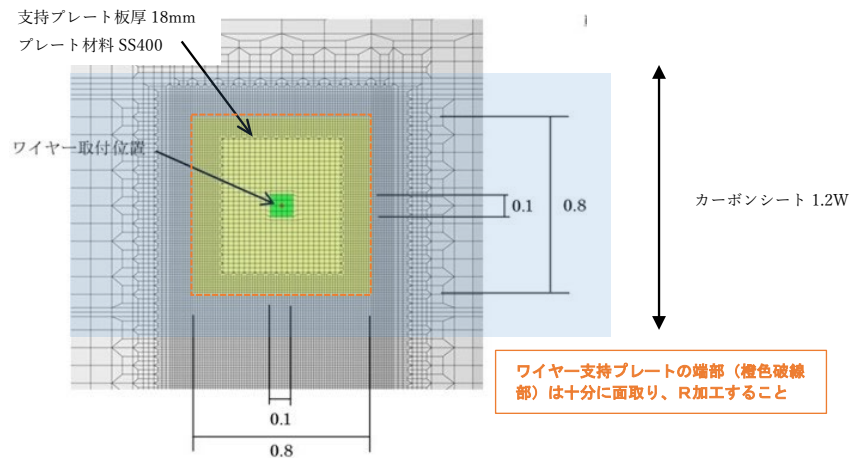 支持プレート板厚 18mm
プレート材料 SS400
ワイヤー取付位置
0.1
0.8
カーボンシート 1.2W
ワイヤー支持プレートの端部（橙色破線
部）は十分に面取り、R加工すること
0.1
0.8